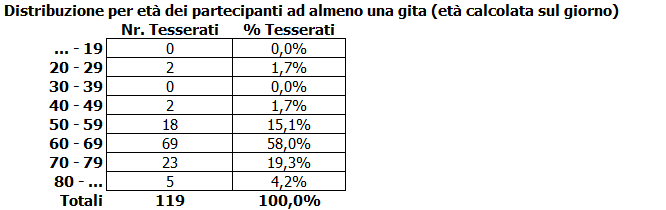 Distribuzione per età dei partecipanti ad almeno una gita (età calcolata sul giorno)
Nr. Tesserati % Tesserati
... - 19 0 0,0%
20 - 29 2 1,7%
30 - 39 0 0,0%
40 - 49 2 1,7%
50 - 59 18 15,1%
60 - 69 69 58,0%
70 - 79 23 19,3%
80 - ... 5 4,2%
Totali 119 100,0%